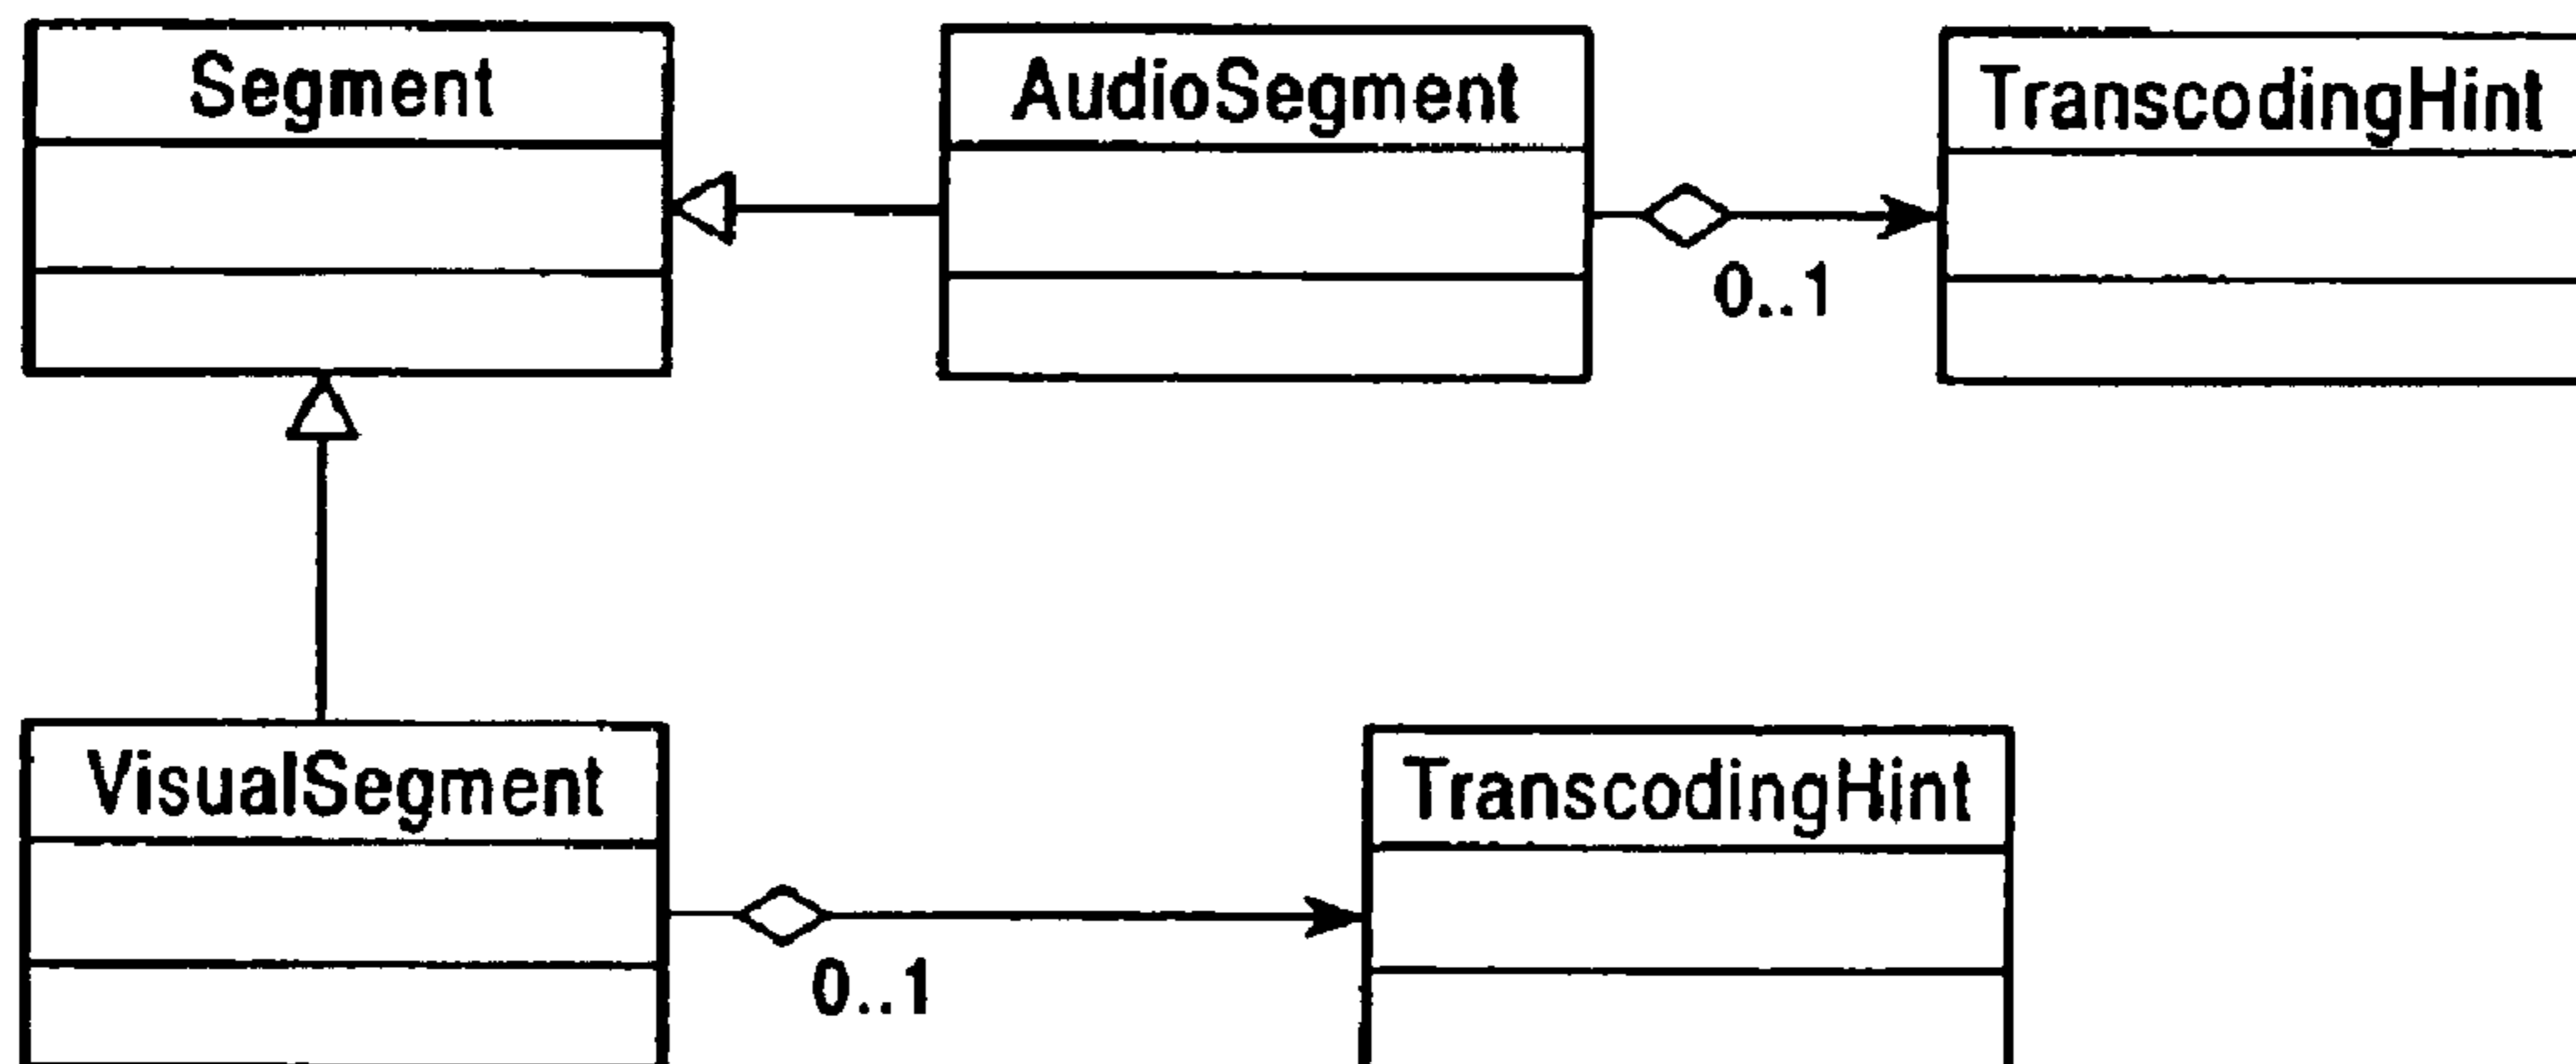 Segment
AudioSegment
TranscodingHint
0..1
VisualSegment
TranscodingHint
0..1